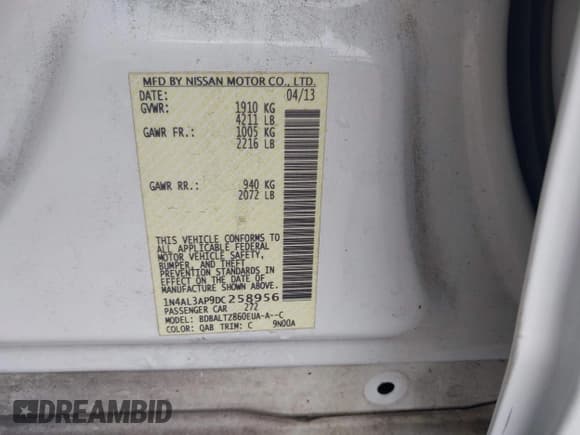 MFD BY NISSAN MOTOR CO., LTD.
DATE: 04/13
GVWR: 1910 KG
4211 LB
GAWR FR.: 1005 KG
2216 LB
GAWR RR.: 940 KG
2072 LB
THIS VEHICLE CONFORMS TO
ALL APPLICABLE FEDERAL
MOTOR VEHICLE SAFETY,
BUMPER, AND THEFT
PREVENTION STANDARDS IN
EFFECT ON THE DATE OF
MANUFACTURE SHOWN ABOVE.
1N4AL3AP9DC258956
PASSENGER CAR 272
MODEL: BDBALTZ860EUA-A--C
COLOR: QAB TRIM: C 9N00A
DREAMBID